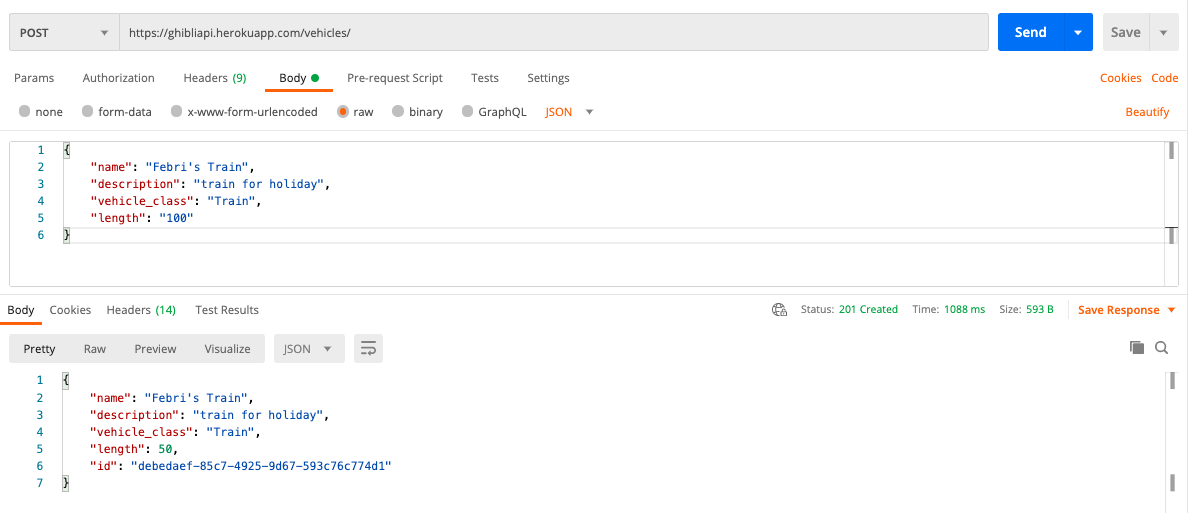 POST https://ghibliapi.herokuapp.com/vehicles/ Send Save
Params Authorization Headers (9) Body Pre-request Script Tests Settings Cookies Code
none form-data x-www-form-urlencoded raw binary GraphQL JSON Beautify
1 {
2 "name": "Febri's Train",
3 "description": "train for holiday",
4 "vehicle_class": "Train",
5 "length": "100"
6 }
Body Cookies Headers (14) Test Results Status: 201 Created Time: 1088 ms Size: 593 B Save Response
Pretty Raw Preview Visualize JSON
1 {
2 "name": "Febri's Train",
3 "description": "train for holiday",
4 "vehicle_class": "Train",
5 "length": 50,
6 "id": "debedaef-85c7-4925-9d67-593c76c774d1"
7 }